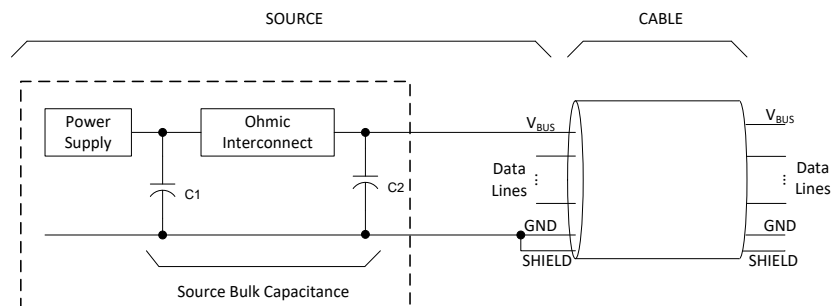 SOURCE
CABLE
Power
Supply
Ohmic
Interconnect
C1
C2
VBUS
Data
Lines
...
GND
SHIELD
VBUS
...
Data
Lines
GND
SHIELD
Source Bulk Capacitance